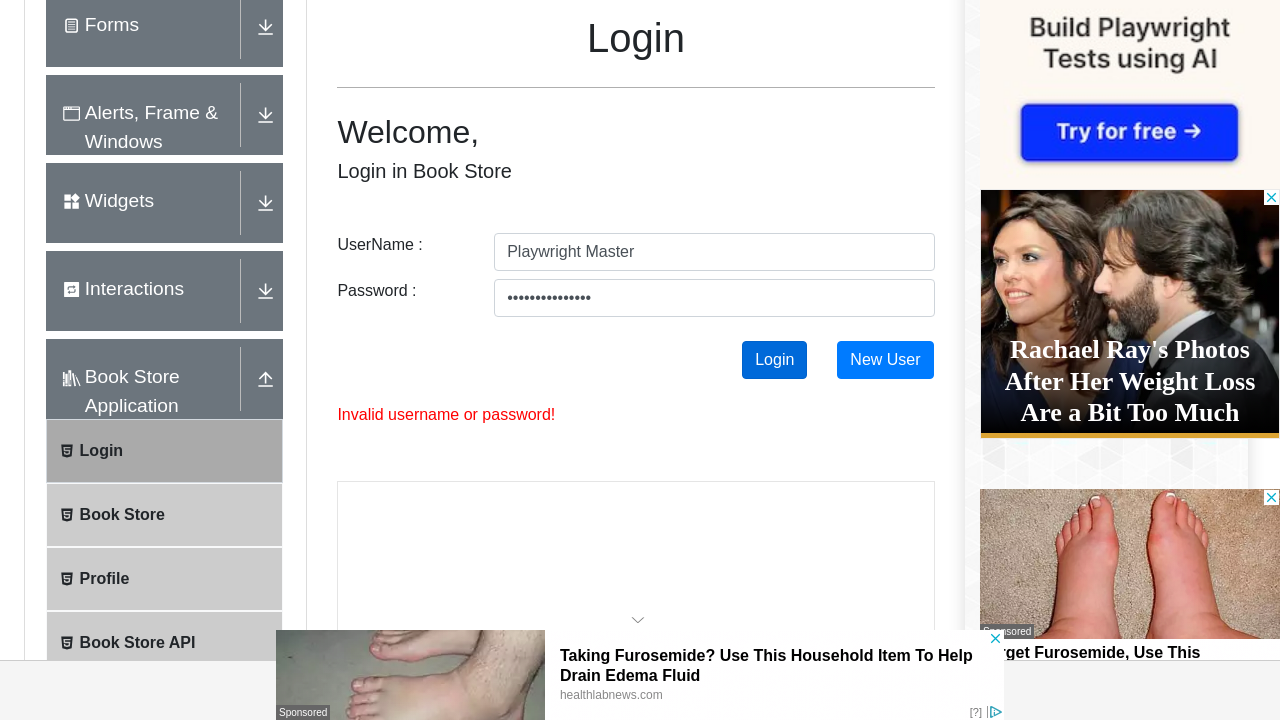 Forms
Alerts, Frame &
Windows
Widgets
Interactions
Book Store
Application
Login
Book Store
Profile
Book Store API
Login
Welcome,
Login in Book Store
UserName :
Playwright Master
Password :
•••••••••••••••
Login
New User
Invalid username or password!
Build Playwright
Tests using AI
Try for free →
Rachael Ray's Photos
After Her Weight Loss
Are a Bit Too Much
Sponsored
Furosemide, Use This
Taking Furosemide? Use This Household Item To Help
Drain Edema Fluid
healthlabnews.com
Sponsored
[?]